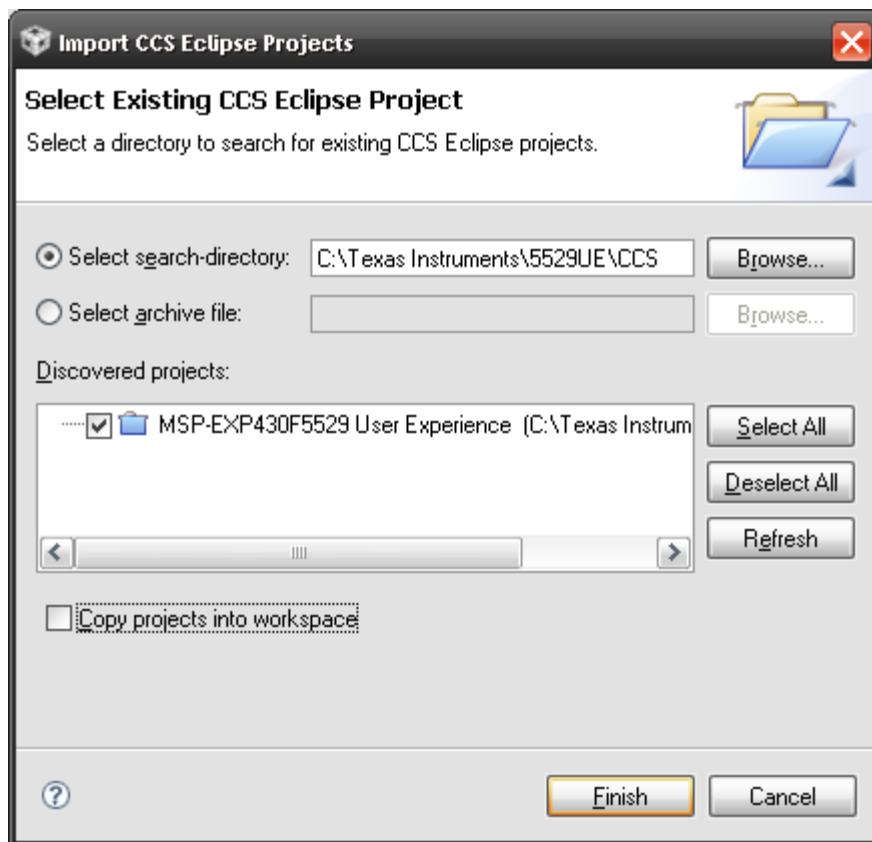 Import CCS Eclipse Projects
Select Existing CCS Eclipse Project
Select a directory to search for existing CCS Eclipse projects.
Select search-directory: C:\Texas Instruments\5529UE\CCS Browse...
Select archive file: Browse...
Discovered projects:
MSP-EXP430F5529 User Experience (C:\Texas Instrum Select All
Deselect All
Refresh
Copy projects into workspace
? Finish Cancel